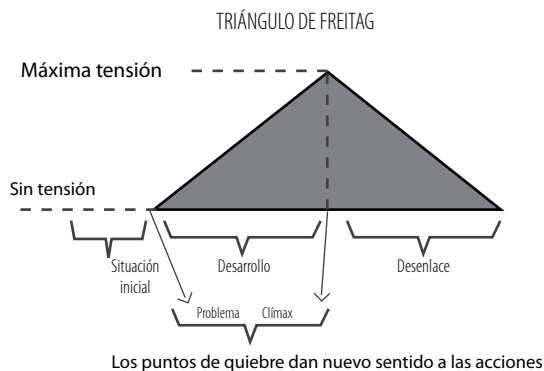 TRIÁNGULO DE FREITAG
Máxima tensión
Sin tensión
Situación
inicial
Desarrollo
Desenlace
Problema
Clímax
Los puntos de quiebre dan nuevo sentido a las acciones